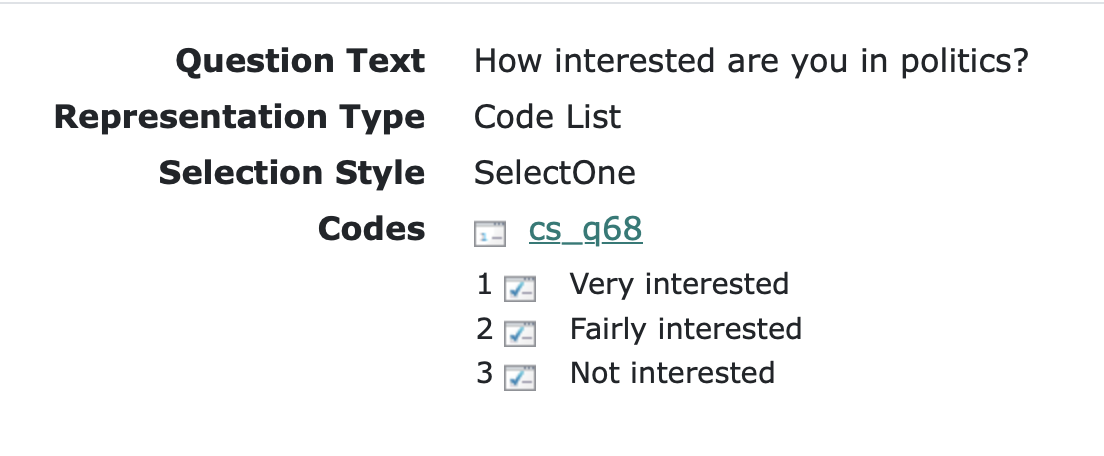 Question Text How interested are you in politics?
Representation Type Code List
Selection Style SelectOne
Codes cs_q68
1 Very interested
2 Fairly interested
3 Not interested